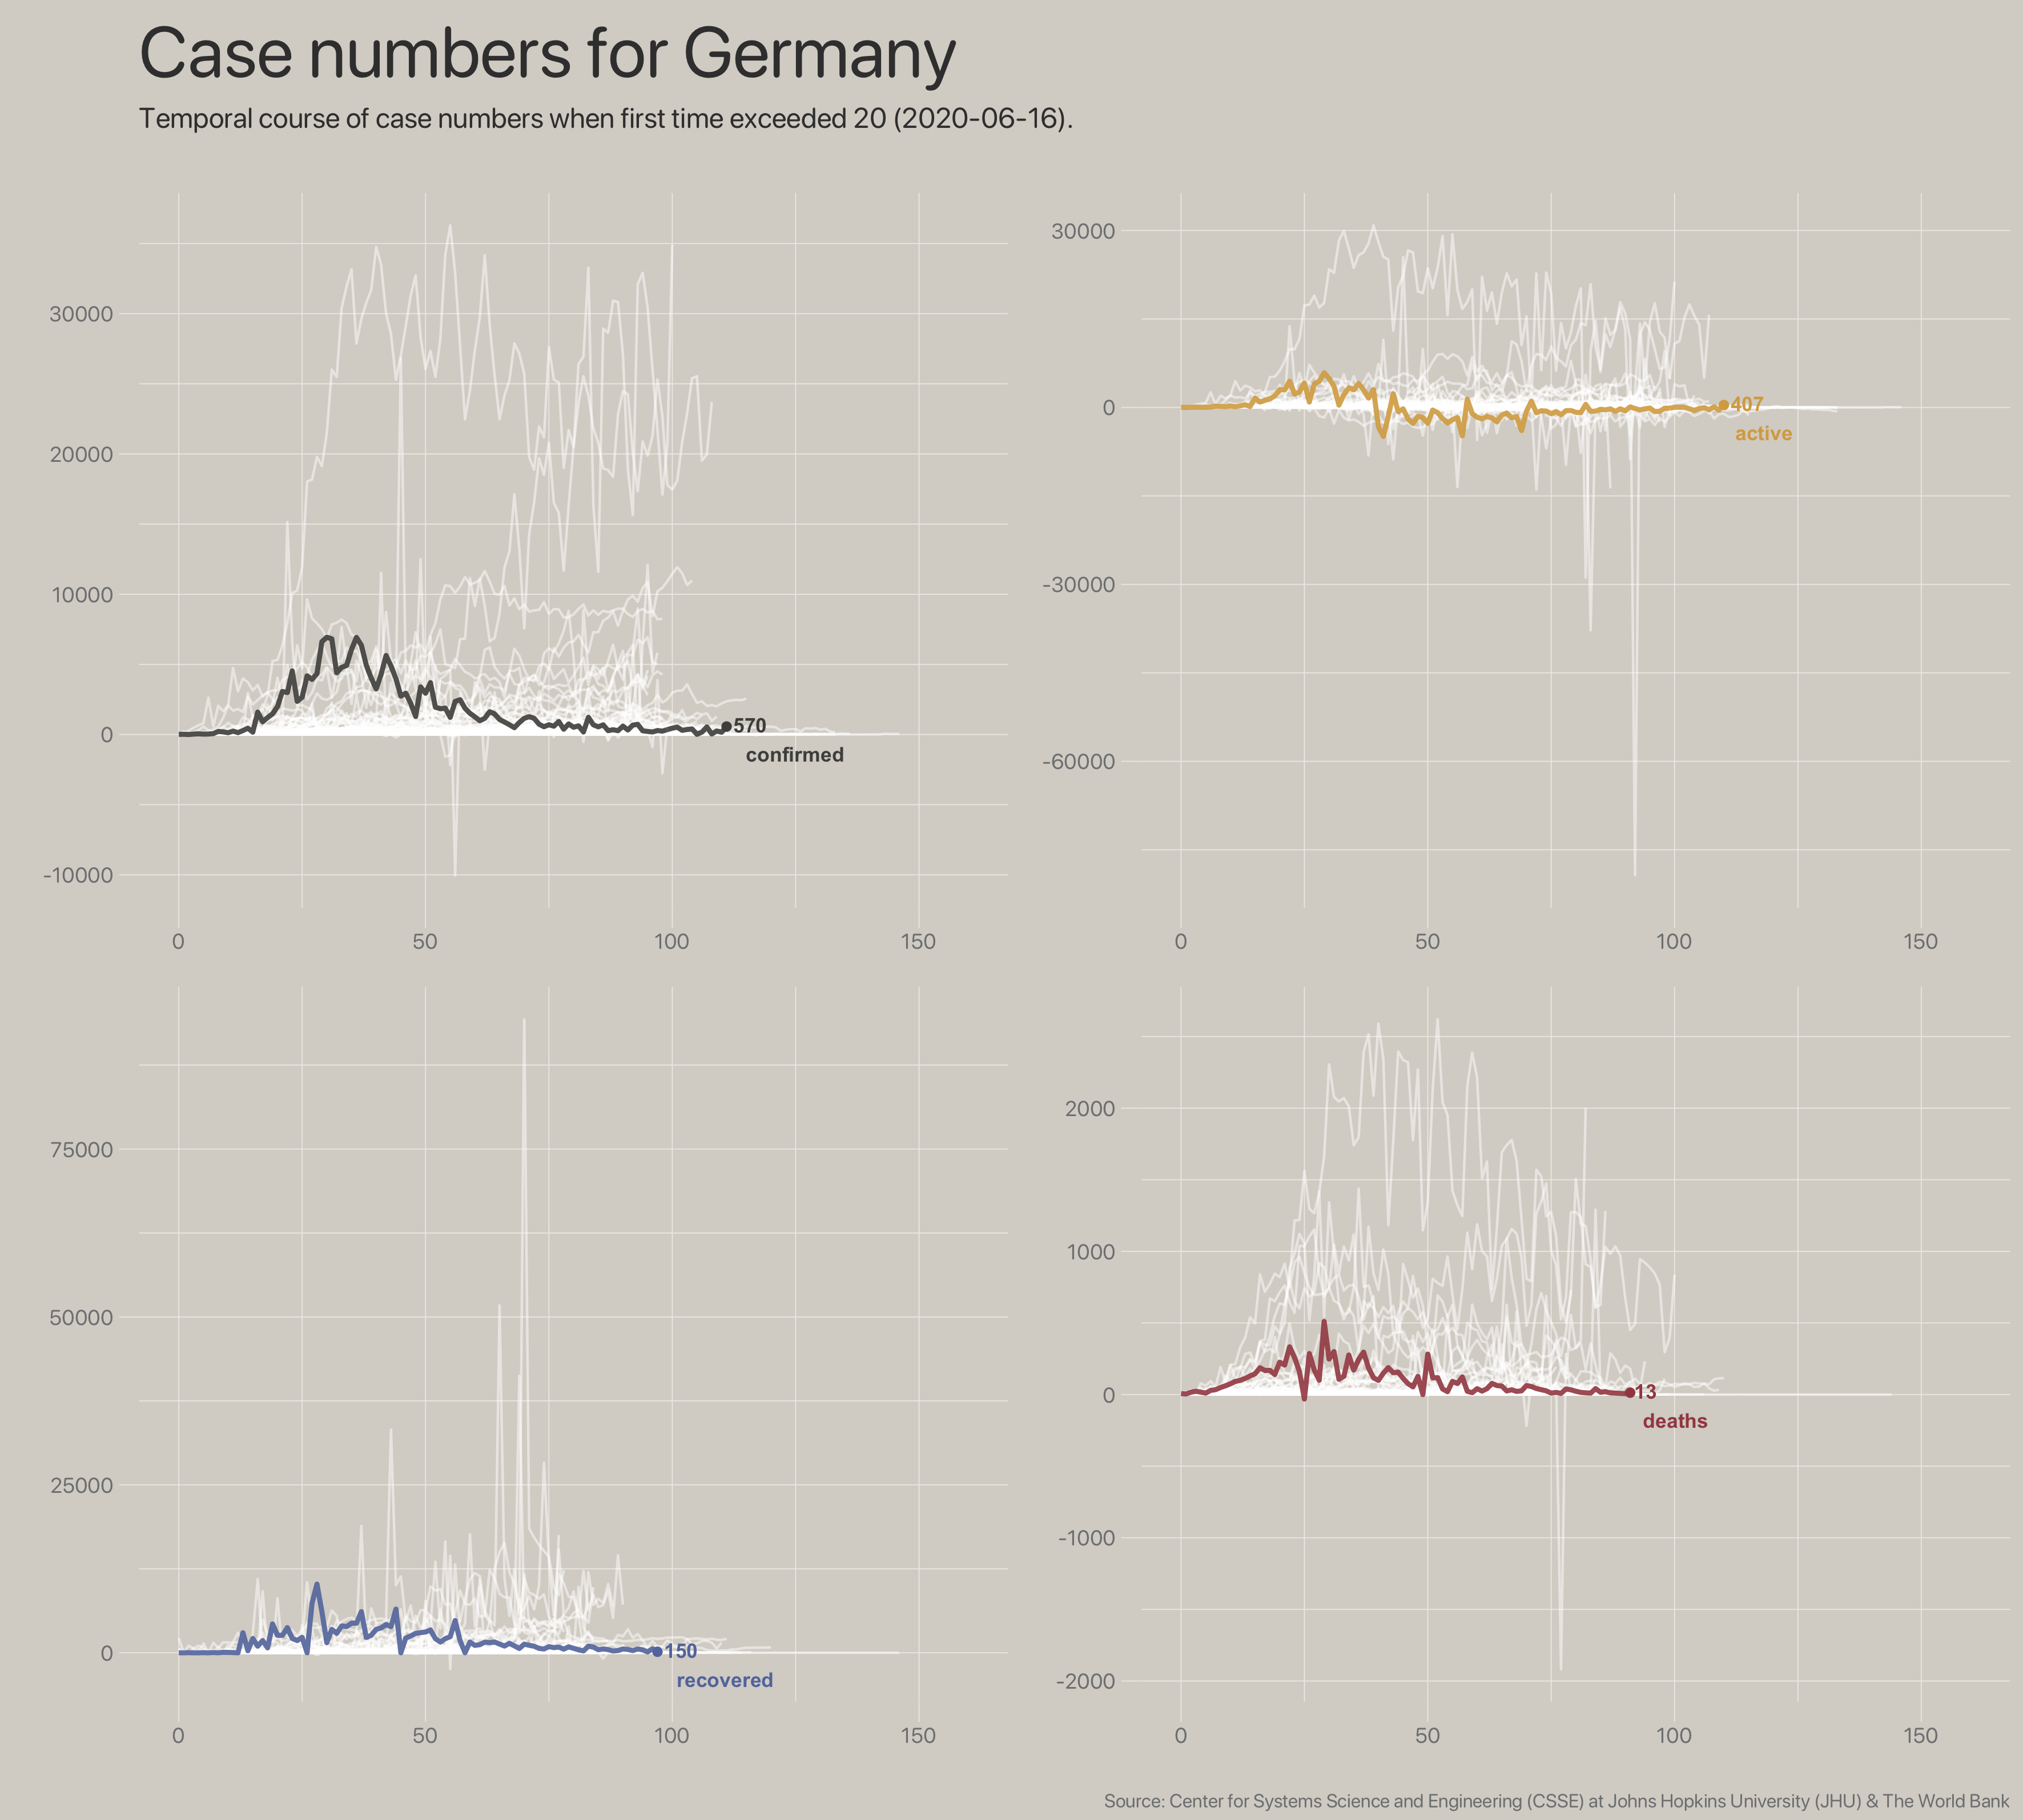 Case numbers for Germany
Temporal course of case numbers when first time exceeded 20 (2020-06-16).
30000
20000
10000
0
-10000
570
confirmed
0 50 100 150
30000
0
-30000
-60000
407
active
0 50 100 150
75000
50000
25000
0
150
recovered
0 50 100 150
2000
1000
0
-1000
-2000
13
deaths
0 50 100 150
Source: Center for Systems Science and Engineering (CSSE) at Johns Hopkins University (JHU) & The World Bank